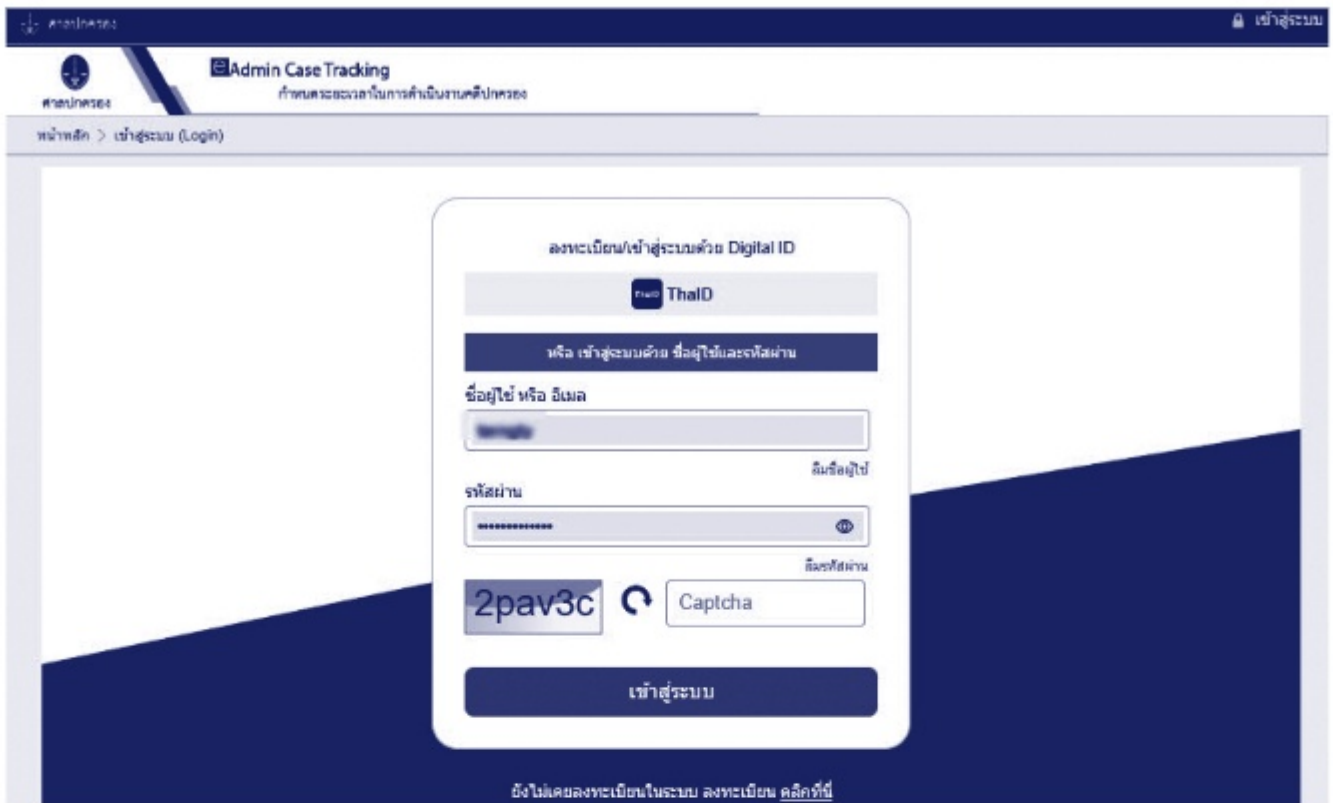 ศาลปกครอง
เข้าสู่ระบบ
ศาลปกครอง
e Admin Case Tracking
กำหนดระยะเวลาในการดำเนินงานคดีปกครอง
หน้าหลัก > เข้าสู่ระบบ (Login)
ลงทะเบียน/เข้าสู่ระบบด้วย Digital ID
ThaID ThaID
หรือ เข้าสู่ระบบด้วย ชื่อผู้ใช้และรหัสผ่าน
ชื่อผู้ใช้ หรือ อีเมล
ลืมชื่อผู้ใช้
รหัสผ่าน
ลืมรหัสผ่าน
2pav3c Captcha
เข้าสู่ระบบ
ยังไม่เคยลงทะเบียนในระบบ ลงทะเบียน คลิกที่นี่